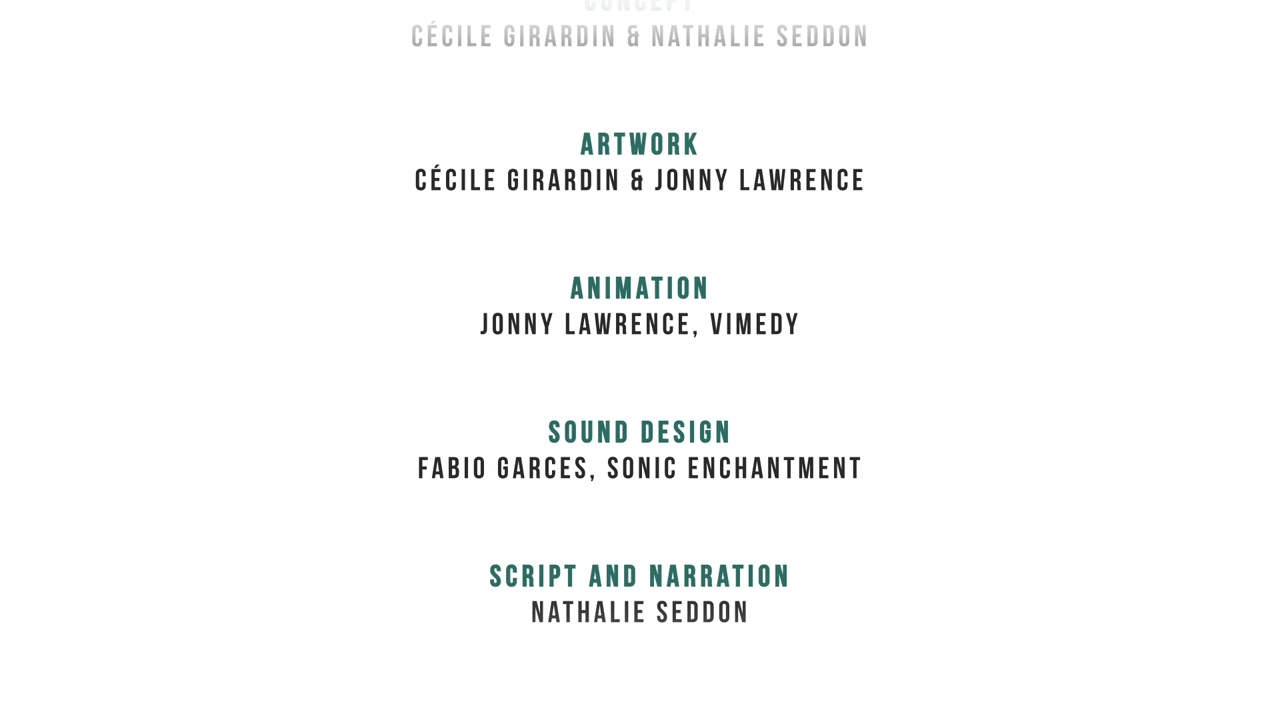 CONCEPT
CÉCILE GIRARDIN & NATHALIE SEDDON
ARTWORK
CÉCILE GIRARDIN & JONNY LAWRENCE
ANIMATION
JONNY LAWRENCE, VIMEDY
SOUND DESIGN
FABIO GARCES, SONIC ENCHANTMENT
SCRIPT AND NARRATION
NATHALIE SEDDON